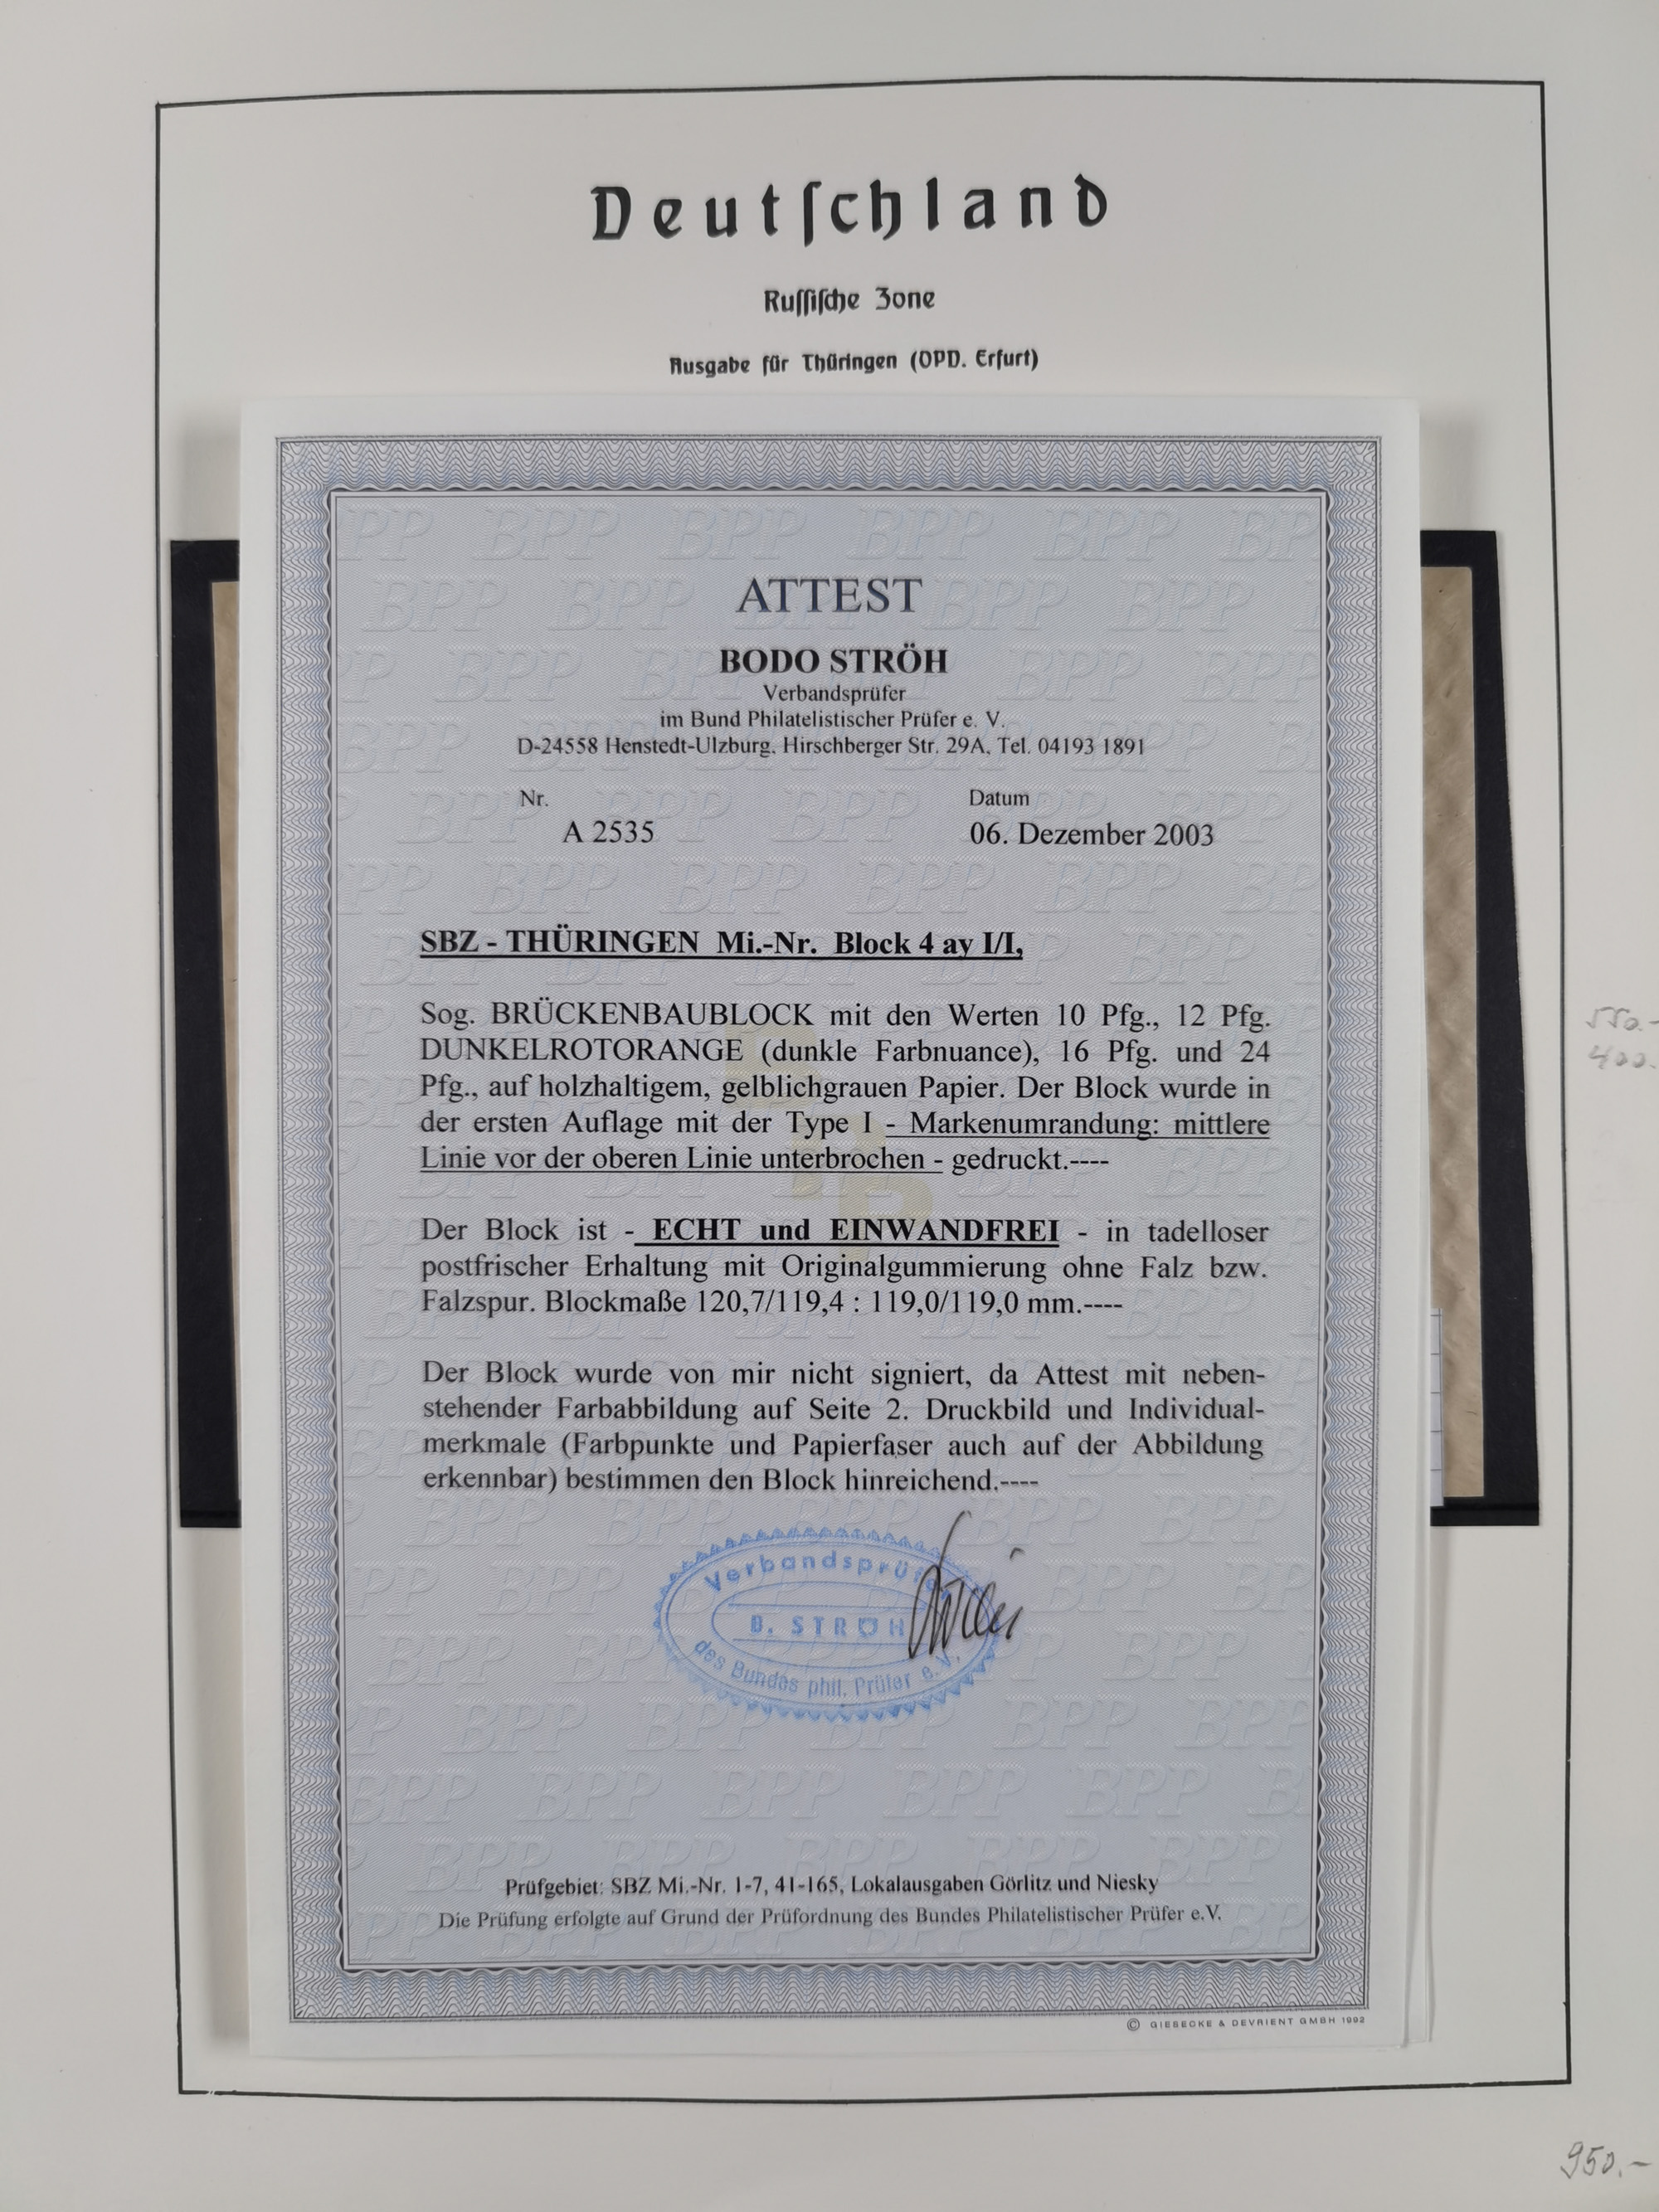 Deutſchland
Ruſſiſche Zone
Ausgabe für Thüringen (OPD. Erfurt)
ATTEST
BODO STRÖH
Verbandsprüfer
im Bund Philatelistischer Prüfer e. V.
D-24558 Henstedt-Ulzburg, Hirschberger Str. 29A, Tel. 04193 1891
Nr. Datum
A 2535 06. Dezember 2003
SBZ - THÜRINGEN Mi.-Nr. Block 4 ay I/I,
Sog. BRÜCKENBAUBLOCK mit den Werten 10 Pfg., 12 Pfg.
DUNKELROTORANGE (dunkle Farbnuance), 16 Pfg. und 24
Pfg., auf holzhaltigem, gelblichgrauen Papier. Der Block wurde in
der ersten Auflage mit der Type I - Markenumrandung: mittlere
Linie vor der oberen Linie unterbrochen - gedruckt.----
Der Block ist - ECHT und EINWANDFREI - in tadelloser
postfrischer Erhaltung mit Originalgummierung ohne Falz bzw.
Falzspur. Blockmaße 120,7/119,4 : 119,0/119,0 mm.----
Der Block wurde von mir nicht signiert, da Attest mit neben-
stehender Farbabbildung auf Seite 2. Druckbild und Individual-
merkmale (Farbpunkte und Papierfaser auch auf der Abbildung
erkennbar) bestimmen den Block hinreichend.----
Verbandsprüfer
B. STRÖH
des Bundes phil. Prüfer e. V.
Prüfgebiet: SBZ Mi.-Nr. 1-7, 41-165, Lokalausgaben Görlitz und Niesky
Die Prüfung erfolgte auf Grund der Prüfordnung des Bundes Philatelistischer Prüfer e.V.
© GIESECKE & DEVRIENT GMBH 1992
550.-
400.
950.-